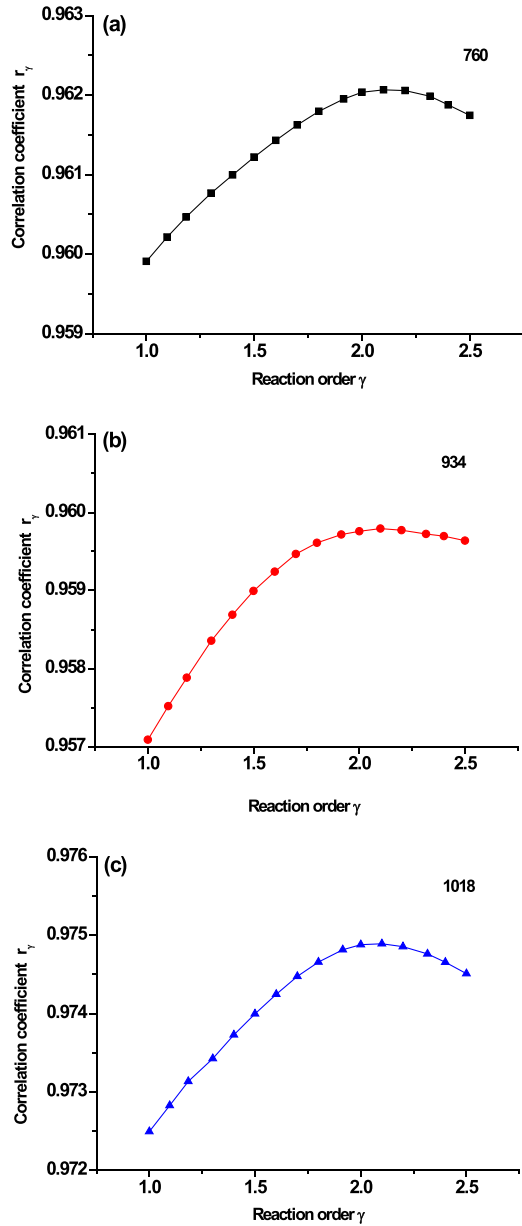 (a)
760
0.963
0.962
0.961
0.960
0.959
Correlation coefficient rγ
1.0 1.5 2.0 2.5
Reaction order γ
(b)
934
0.961
0.960
0.959
0.958
0.957
Correlation coefficient rγ
1.0 1.5 2.0 2.5
Reaction order γ
(c)
1018
0.976
0.975
0.974
0.973
0.972
Correlation coefficient rγ
1.0 1.5 2.0 2.5
Reaction order γ